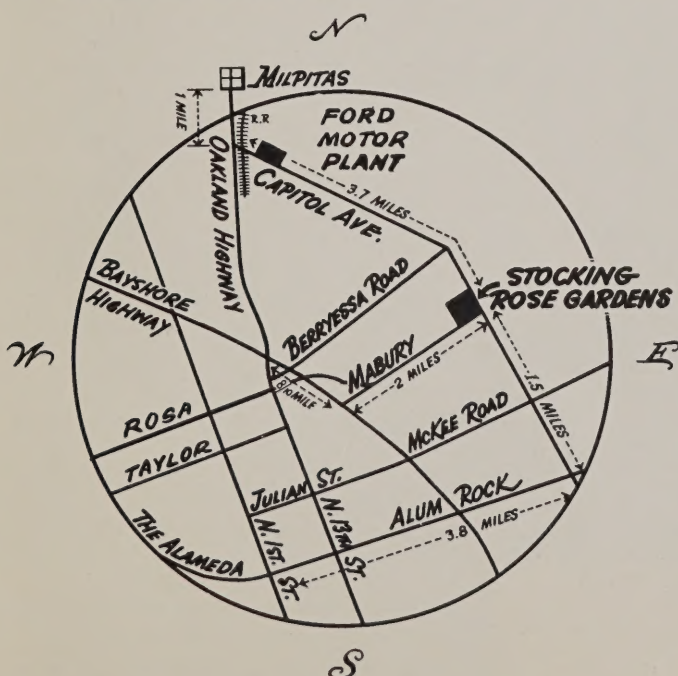 N
MILPITAS
1 MILE
R.R
FORD
MOTOR
PLANT
OAKLAND HIGHWAY
CAPITOL AVE.
3.7 MILES
BAYSHORE
HIGHWAY
BERRYESSA ROAD
STOCKING
ROSE GARDENS
W
E
MABURY
2 MILES
8/10 MILE
1.5 MILES
ROSA
TAYLOR
MCKEE ROAD
JULIAN ST.
ALUM ROCK
3.8 MILES
THE ALAMEDA
N. 1ST. ST.
N. 13TH ST.
S